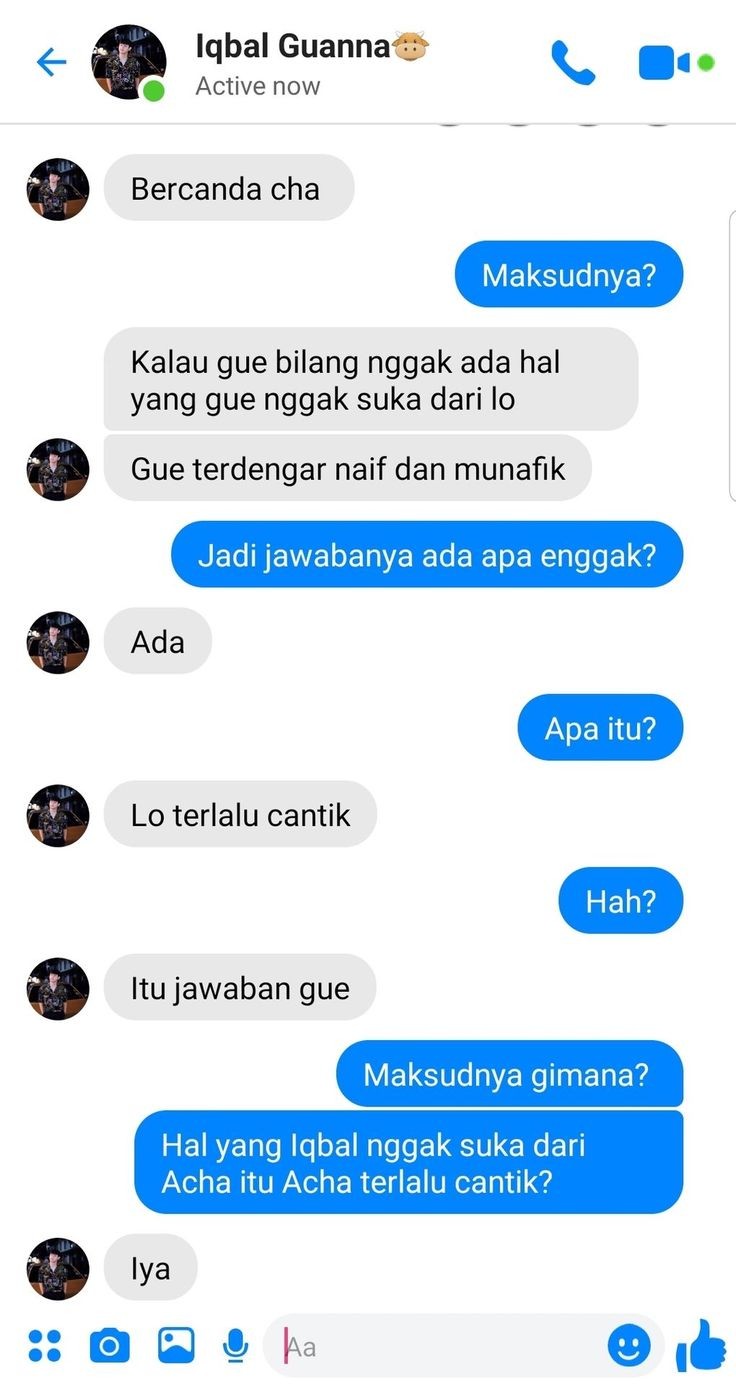 Iqbal Guanna
Active now
Bercanda cha
Maksudnya?
Kalau gue bilang nggak ada hal
yang gue nggak suka dari lo
Gue terdengar naif dan munafik
Jadi jawabanya ada apa enggak?
Ada
Apa itu?
Lo terlalu cantik
Hah?
Itu jawaban gue
Maksudnya gimana?
Hal yang Iqbal nggak suka dari
Acha itu Acha terlalu cantik?
Iya
Aa